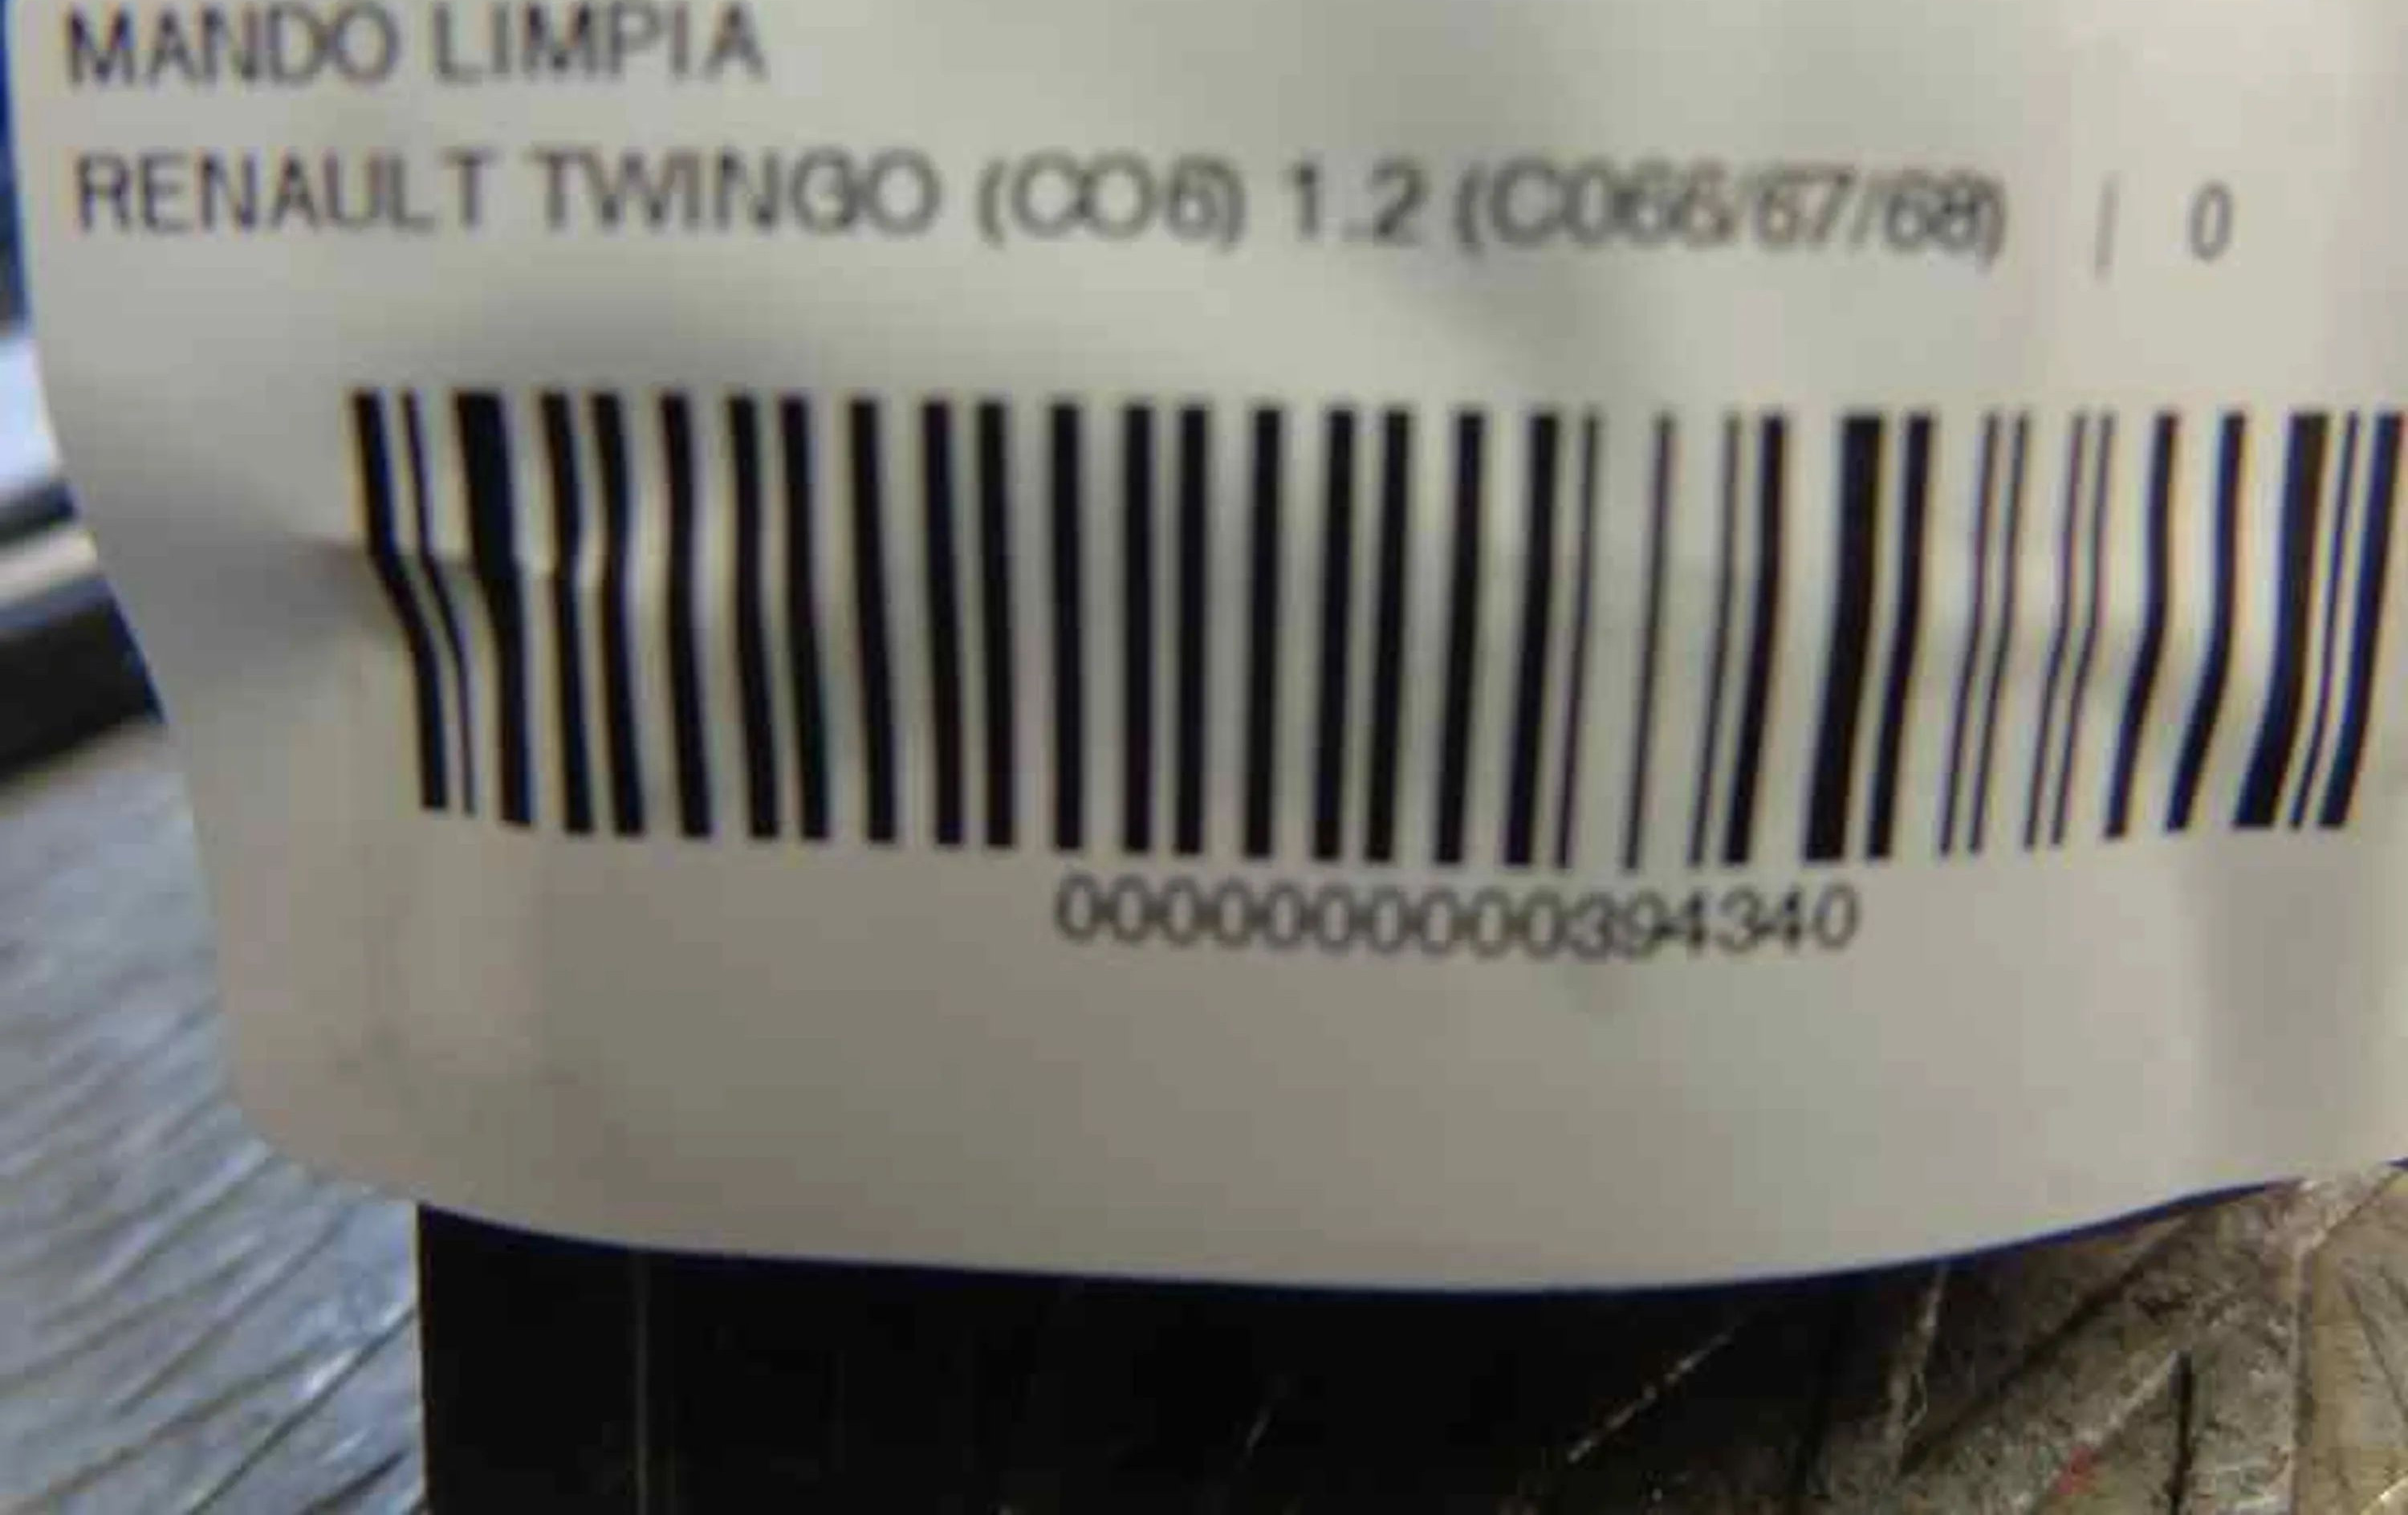 MANDO LIMPIA
RENAULT TWINGO (CO6) 1.2 (C066/67/68) | 0
0000000000394340